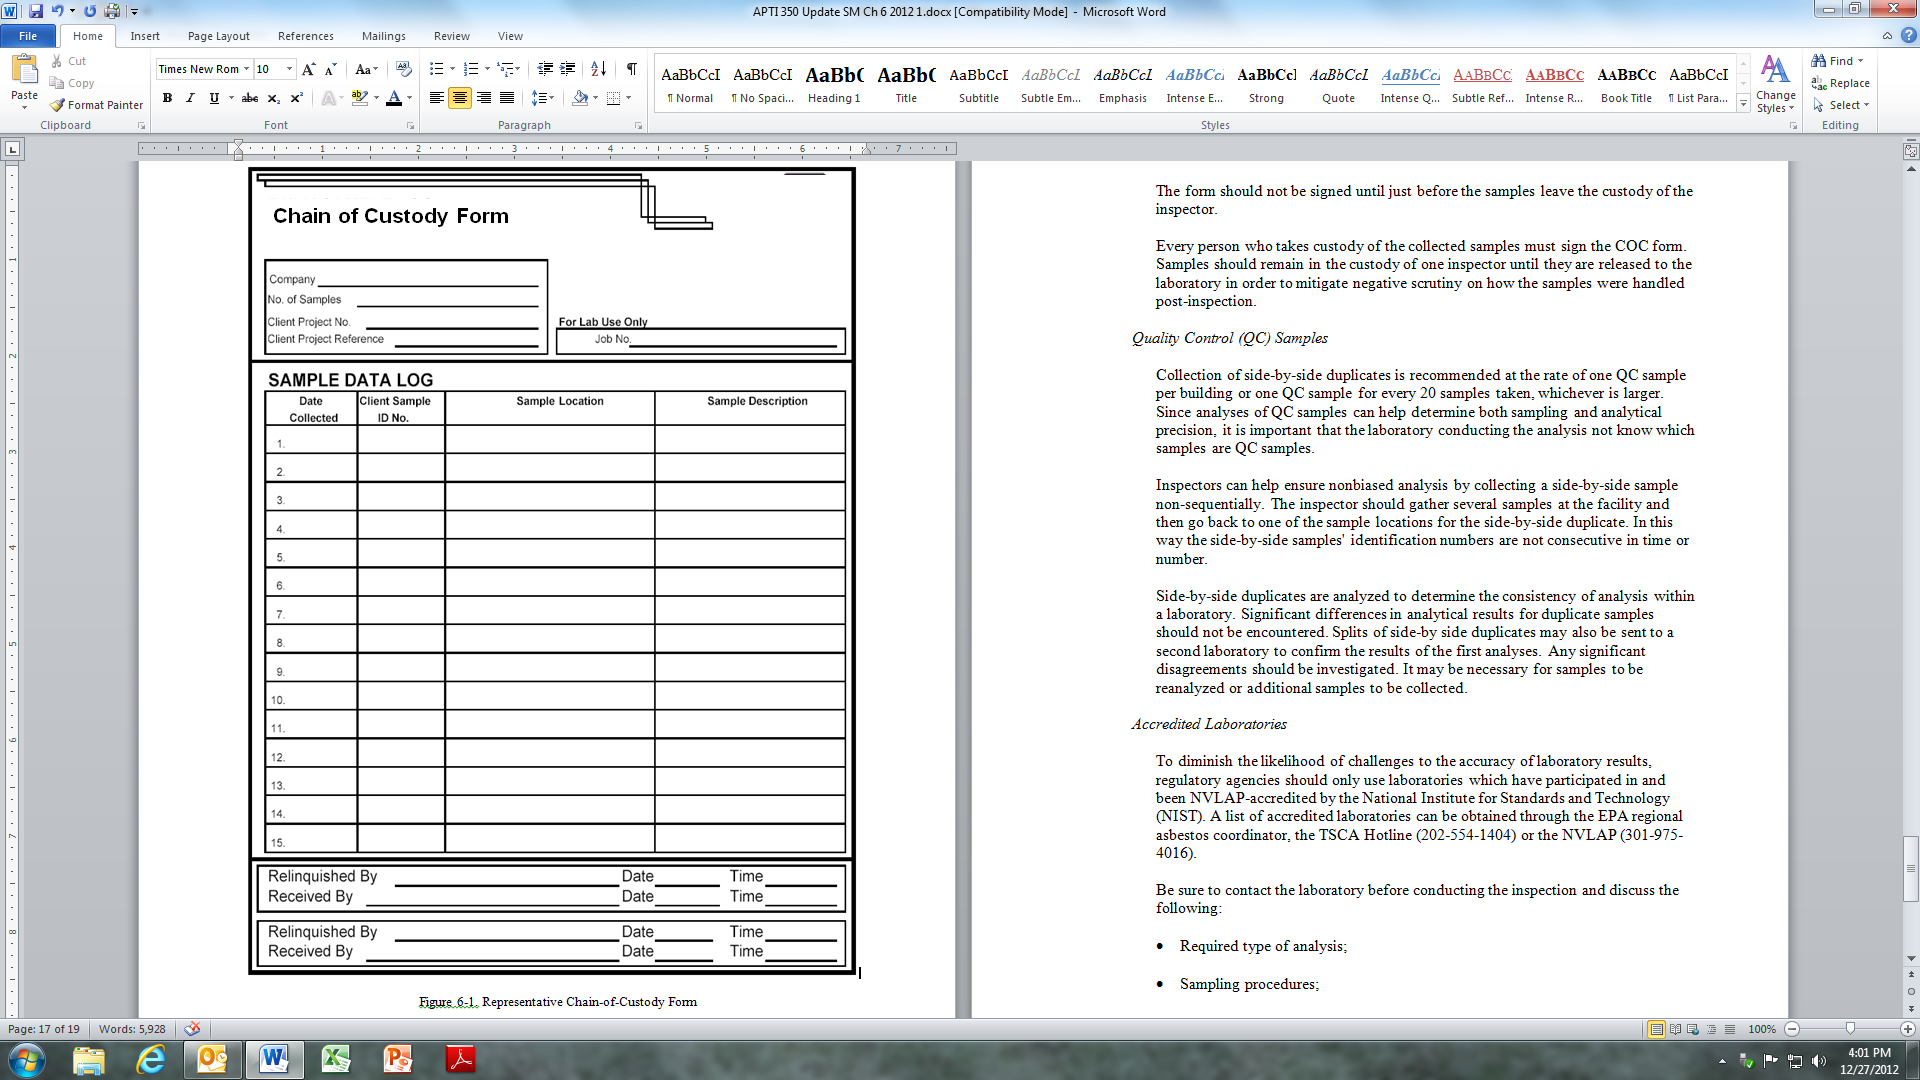 APTI 350 Update SM Ch 6 2012 1.docx [Compatibility Mode] - Microsoft Word
File Home Insert Page Layout References Mailings Review View
Paste
Cut
Copy
Format Painter
Clipboard
Times New Rom 10
Font
Paragraph
AaBbCcI AaBbCcI AaBbC AaBbC AaBbCcI AaBbCcI AaBbCcI AaBbCcI AaBbCcI AaBbCcI AaBbCcI AABBCC AABBCC AABBCC AaBbCcI
¶ Normal ¶ No Spaci... Heading 1 Title Subtitle Subtle Em... Emphasis Intense E... Strong Quote Intense Q... Subtle Ref... Intense R... Book Title ¶ List Para...
Styles
Change Styles
Find
Replace
Select
Editing
1 2 3 4 5 6 7
Chain of Custody Form
Company
No. of Samples
Client Project No.
Client Project Reference
For Lab Use Only
Job No.
SAMPLE DATA LOG
Date Collected Client Sample ID No. Sample Location Sample Description
1.
2.
3.
4.
5.
6.
7.
8.
9.
10.
11.
12.
13.
14.
15.
Relinquished By Date Time
Received By Date Time
Relinquished By Date Time
Received By Date Time
Figure 6-1. Representative Chain-of-Custody Form
The form should not be signed until just before the samples leave the custody of the
inspector.
Every person who takes custody of the collected samples must sign the COC form.
Samples should remain in the custody of one inspector until they are released to the
laboratory in order to mitigate negative scrutiny on how the samples were handled
post-inspection.
Quality Control (QC) Samples
Collection of side-by-side duplicates is recommended at the rate of one QC sample
per building or one QC sample for every 20 samples taken, whichever is larger.
Since analyses of QC samples can help determine both sampling and analytical
precision, it is important that the laboratory conducting the analysis not know which
samples are QC samples.
Inspectors can help ensure nonbiased analysis by collecting a side-by-side sample
non-sequentially. The inspector should gather several samples at the facility and
then go back to one of the sample locations for the side-by-side duplicate. In this
way the side-by-side samples' identification numbers are not consecutive in time or
number.
Side-by-side duplicates are analyzed to determine the consistency of analysis within
a laboratory. Significant differences in analytical results for duplicate samples
should not be encountered. Splits of side-by side duplicates may also be sent to a
second laboratory to confirm the results of the first analyses. Any significant
disagreements should be investigated. It may be necessary for samples to be
reanalyzed or additional samples to be collected.
Accredited Laboratories
To diminish the likelihood of challenges to the accuracy of laboratory results,
regulatory agencies should only use laboratories which have participated in and
been NVLAP-accredited by the National Institute for Standards and Technology
(NIST). A list of accredited laboratories can be obtained through the EPA regional
asbestos coordinator, the TSCA Hotline (202-554-1404) or the NVLAP (301-975-
4016).
Be sure to contact the laboratory before conducting the inspection and discuss the
following:
• Required type of analysis;
• Sampling procedures;
Page: 17 of 19 Words: 5,928 100%
4:01 PM
12/27/2012